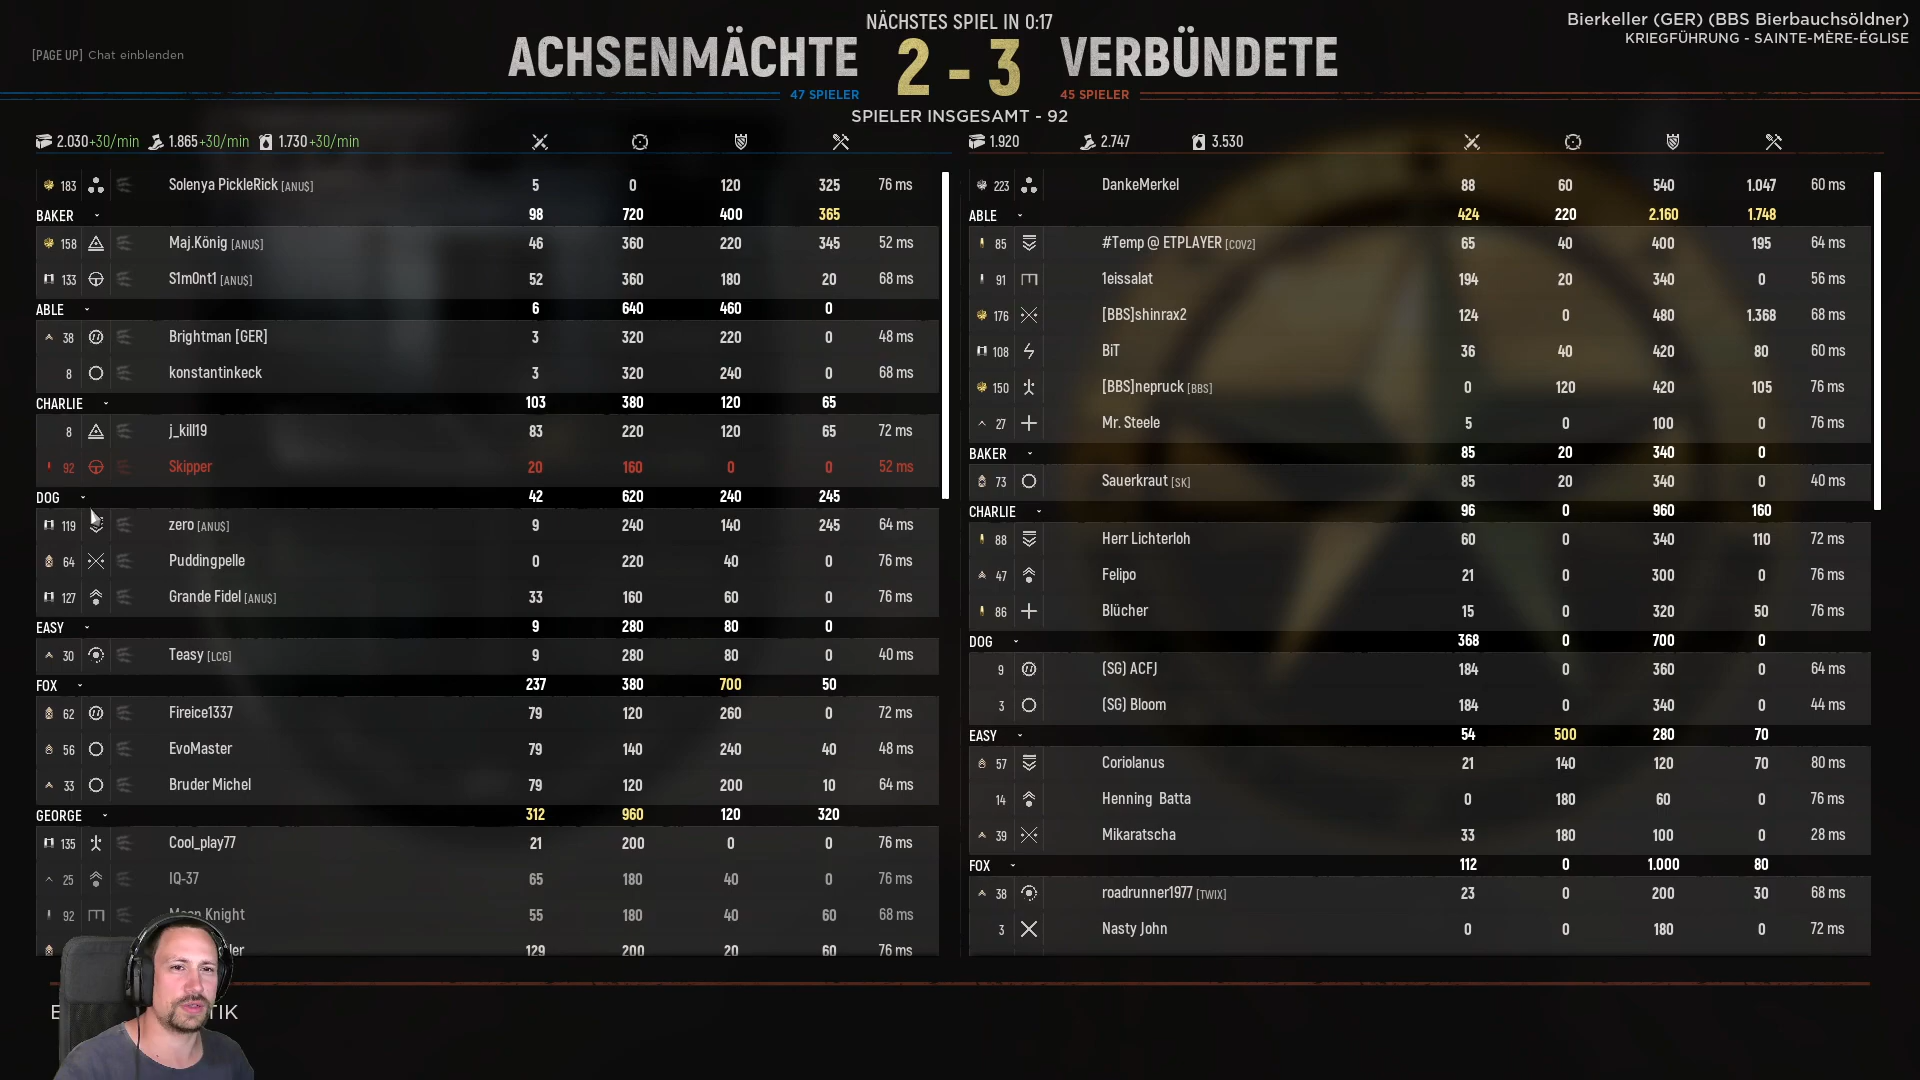 NÄCHSTES SPIEL IN 0:17
Bierkeller (GER) (BBS Bierbauchsöldner)
KRIEGFÜHRUNG - SAINTE-MÈRE-ÉGLISE
[PAGE UP] Chat einblenden
ACHSENMÄCHTE 2 - 3 VERBÜNDETE
47 SPIELER 45 SPIELER
SPIELER INSGESAMT - 92
2.030 +30/min 1.865 +30/min 1.730 +30/min
183 Solenya PickleRick [ANU$] 5 0 120 325 76 ms
BAKER 98 720 400 365
158 Maj.König [ANU$] 46 360 220 345 52 ms
133 S1m0nt1 [ANU$] 52 360 180 20 68 ms
ABLE 6 640 460 0
38 Brightman [GER] 3 320 220 0 48 ms
8 konstantinkeck 3 320 240 0 68 ms
CHARLIE 103 380 120 65
8 j_kill19 83 220 120 65 72 ms
92 Skipper 20 160 0 0 52 ms
DOG 42 620 240 245
119 zero [ANU$] 9 240 140 245 64 ms
64 Puddingpelle 0 220 40 0 76 ms
127 Grande Fidel [ANU$] 33 160 60 0 76 ms
EASY 9 280 80 0
30 Teasy [LCG] 9 280 80 0 40 ms
FOX 237 380 700 50
62 Fireice1337 79 120 260 0 72 ms
56 EvoMaster 79 140 240 40 48 ms
33 Bruder Michel 79 120 200 10 64 ms
GEORGE 312 960 120 320
135 Cool_play77 21 200 0 0 76 ms
25 IQ-37 65 180 40 0 76 ms
92 Knight 55 180 40 60 68 ms
129 200 20 60 76 ms
1.920 2.747 3.530
223 DankeMerkel 88 60 540 1.047 60 ms
ABLE 424 220 2.160 1.748
85 #Temp @ ETPLAYER [COV2] 65 40 400 195 64 ms
91 1eissalat 194 20 340 0 56 ms
176 [BBS]shinrax2 124 0 480 1.368 68 ms
108 BiT 36 40 420 80 60 ms
150 [BBS]nepruck [BBS] 0 120 420 105 76 ms
27 Mr. Steele 5 0 100 0 76 ms
BAKER 85 20 340 0
73 Sauerkraut [SK] 85 20 340 0 40 ms
CHARLIE 96 0 960 160
88 Herr Lichterloh 60 0 340 110 72 ms
47 Felipo 21 0 300 0 76 ms
86 Blücher 15 0 320 50 76 ms
DOG 368 0 700 0
9 (SG) ACFJ 184 0 360 0 64 ms
3 (SG) Bloom 184 0 340 0 44 ms
EASY 54 500 280 70
57 Coriolanus 21 140 120 70 80 ms
14 Henning Batta 0 180 60 0 76 ms
39 Mikaratscha 33 180 100 0 28 ms
FOX 112 0 1.000 80
38 roadrunner1977 [TWIX] 23 0 200 30 68 ms
3 Nasty John 0 0 180 0 72 ms